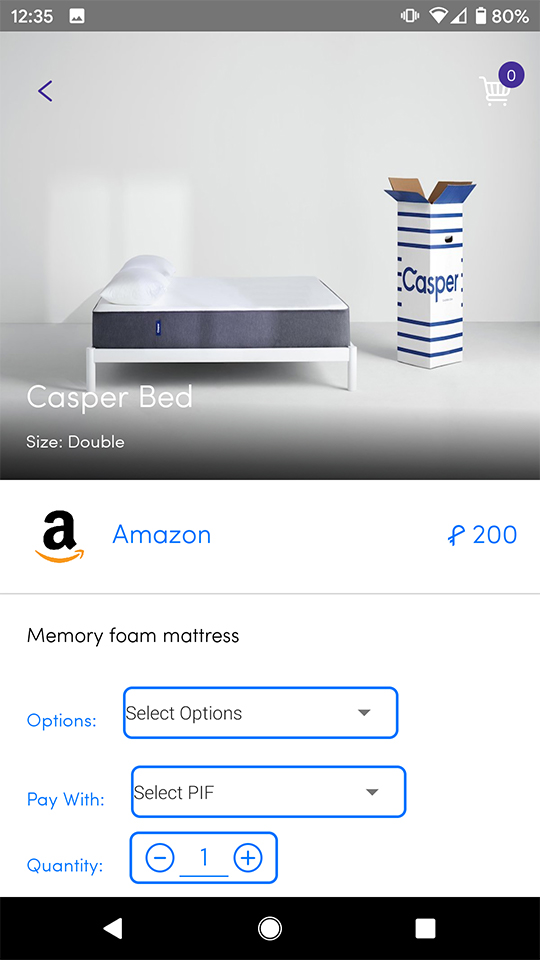 12:35
80%
0
Casper
Casper Bed
Size: Double
a
Amazon
200
Memory foam mattress
Options:
Select Options
Pay With:
Select PIF
Quantity:
1